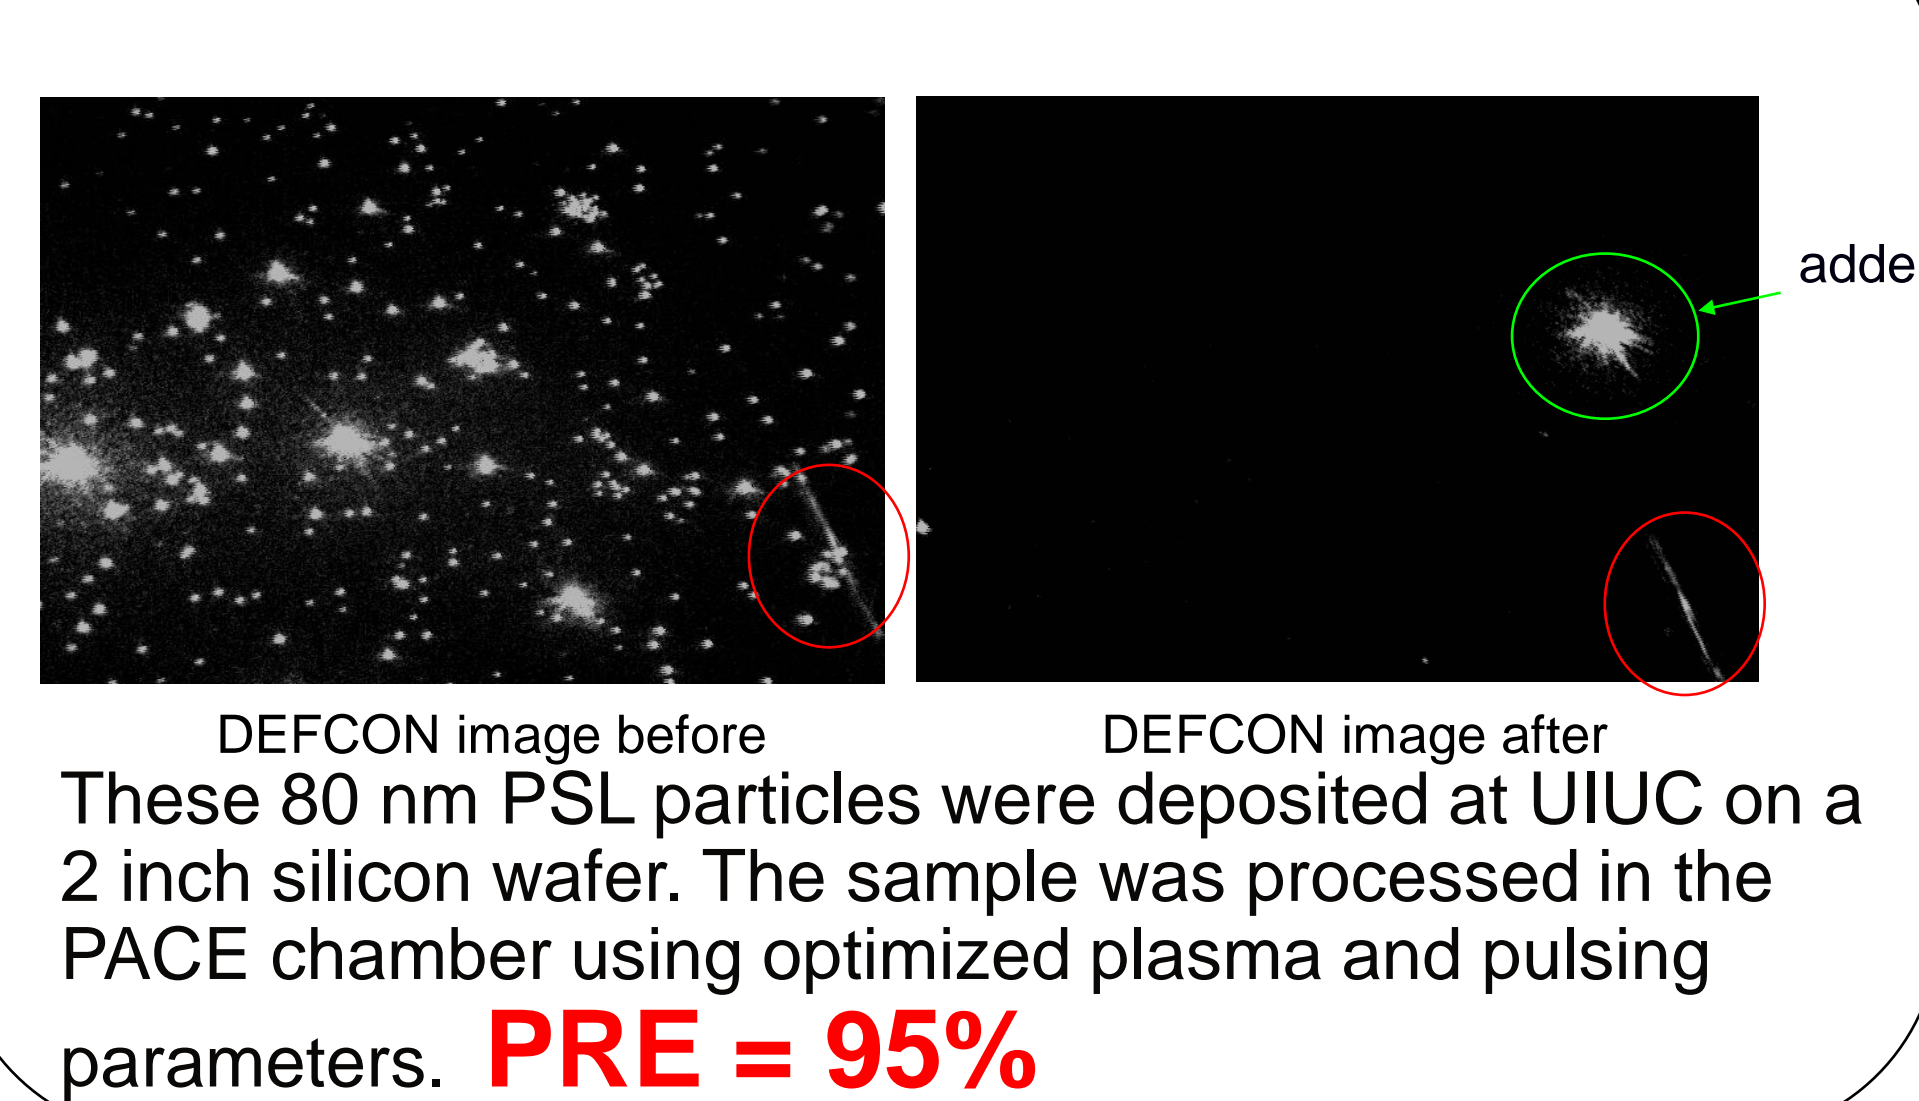 adde
DEFCON image before
DEFCON image after
These 80 nm PSL particles were deposited at UIUC on a
2 inch silicon wafer. The sample was processed in the
PACE chamber using optimized plasma and pulsing
parameters. PRE = 95%